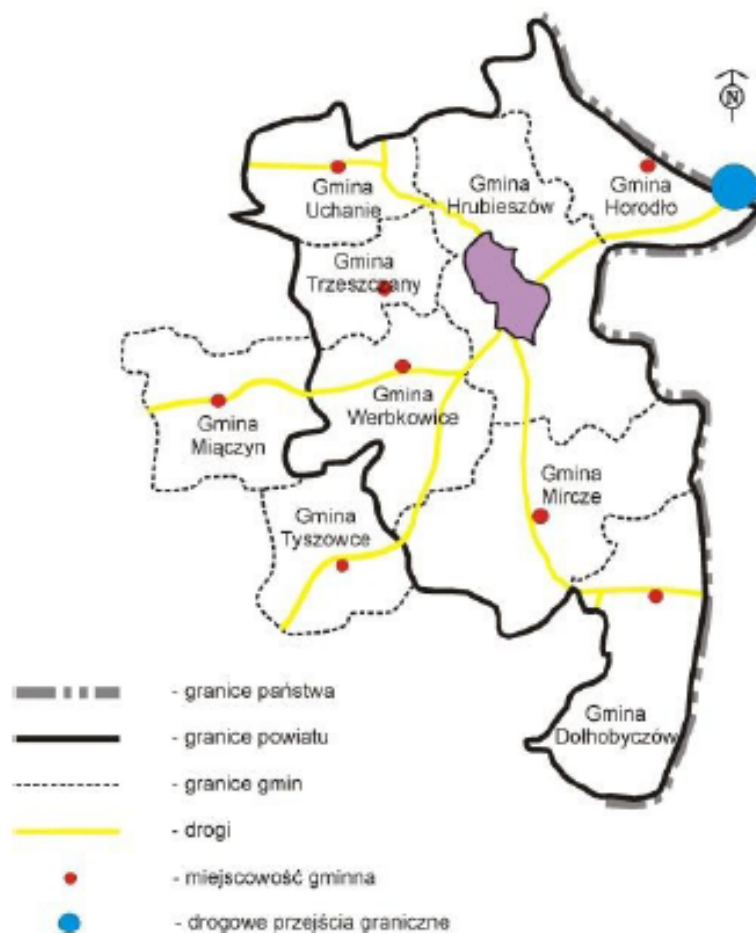 N
Gmina
Uchanie
Gmina
Hrubieszów
Gmina
Horodło
Gmina
Trzeszczany
Gmina
Werbkowice
Gmina
Miączyn
Gmina
Mircze
Gmina
Tyszowce
Gmina
Dołhobyczów
- granice państwa
- granice powiatu
- granice gmin
- drogi
- miejscowość gminna
- drogowe przejścia graniczne